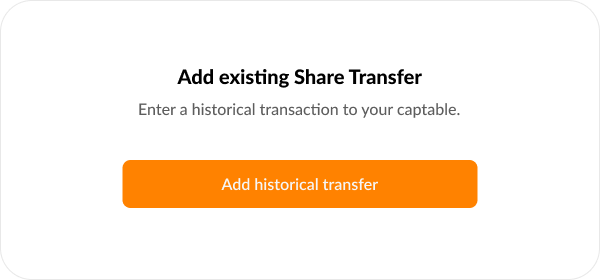 Add existing Share Transfer
Enter a historical transaction to your captable.
Add historical transfer